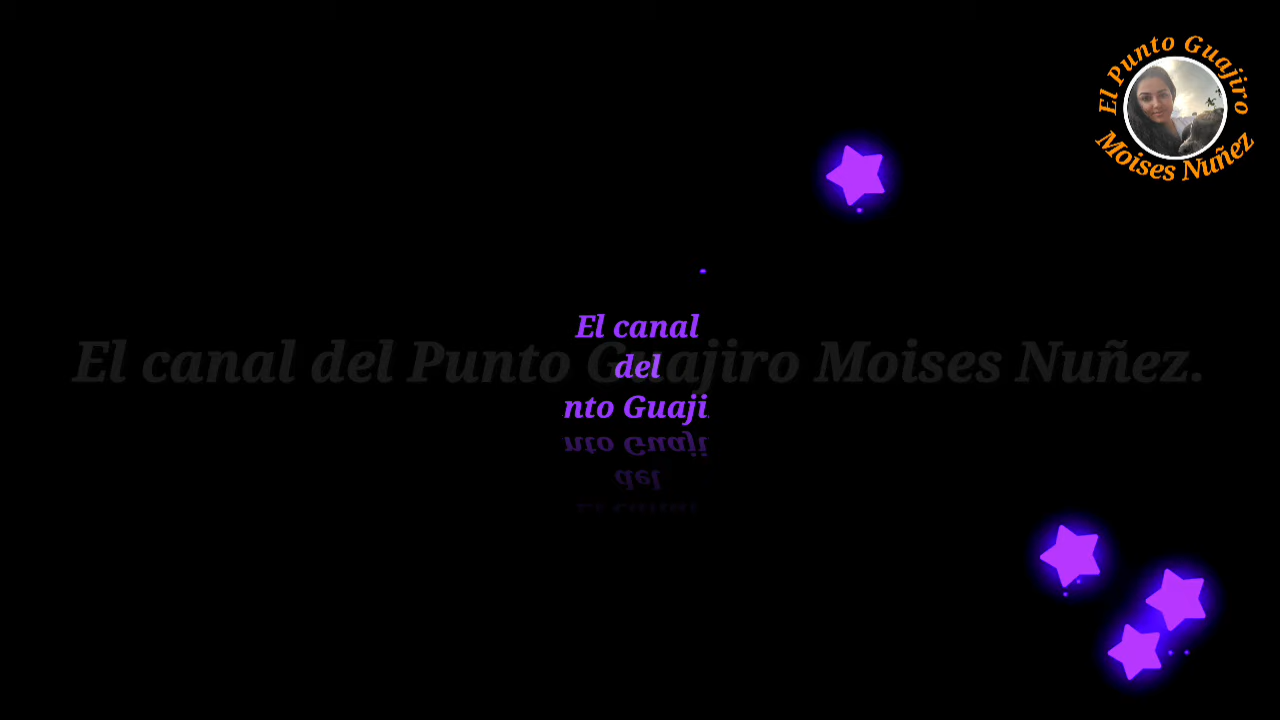 El Punto Guajiro
Moises Nuñez
El canal del Punto Guajiro Moises Nuñez.
El canal
del
nto Guaji